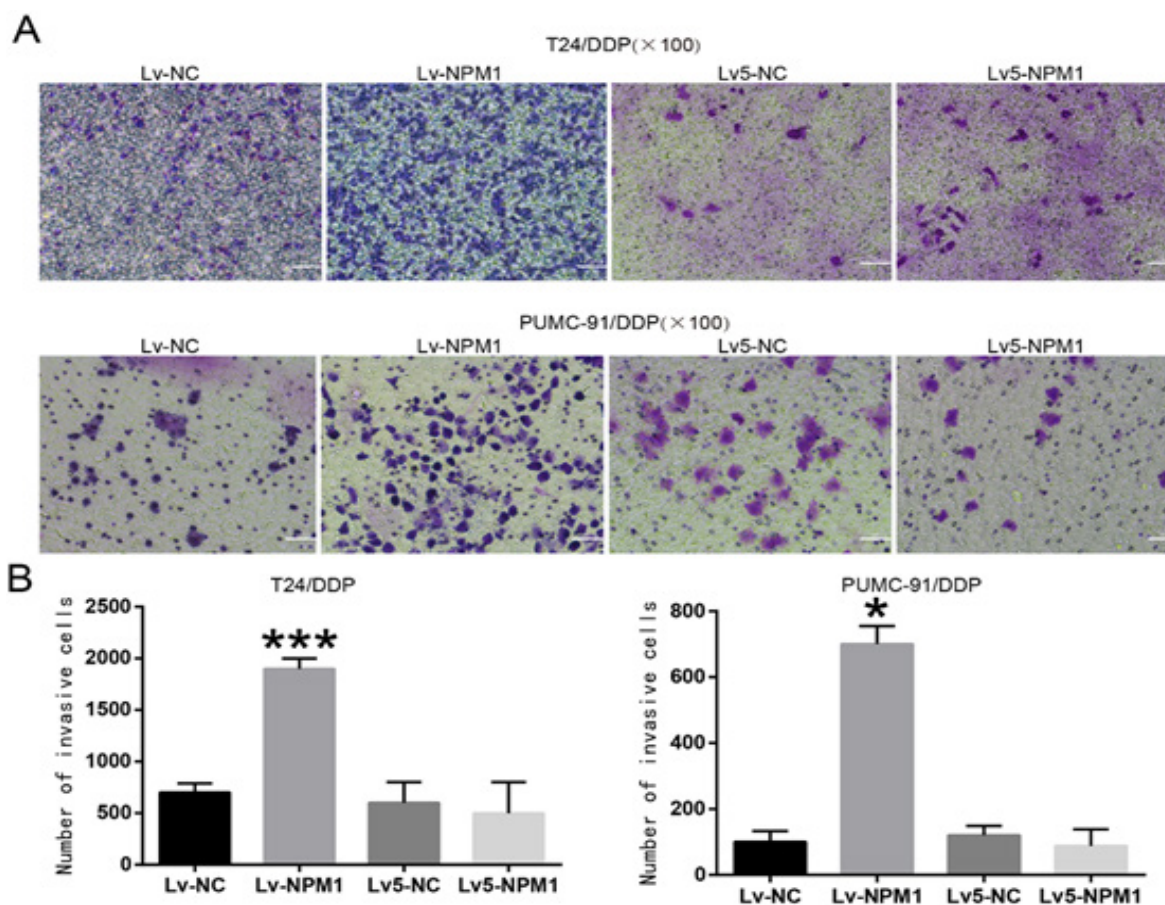 A
T24/DDP(×100)
Lv-NC Lv-NPM1 Lv5-NC Lv5-NPM1
PUMC-91/DDP(×100)
Lv-NC Lv-NPM1 Lv5-NC Lv5-NPM1
B
T24/DDP
Number of invasive cells
2500
2000
1500
1000
500
0
***
Lv-NC Lv-NPM1 Lv5-NC Lv5-NPM1
PUMC-91/DDP
Number of invasive cells
800
600
400
200
0
*
Lv-NC Lv-NPM1 Lv5-NC Lv5-NPM1